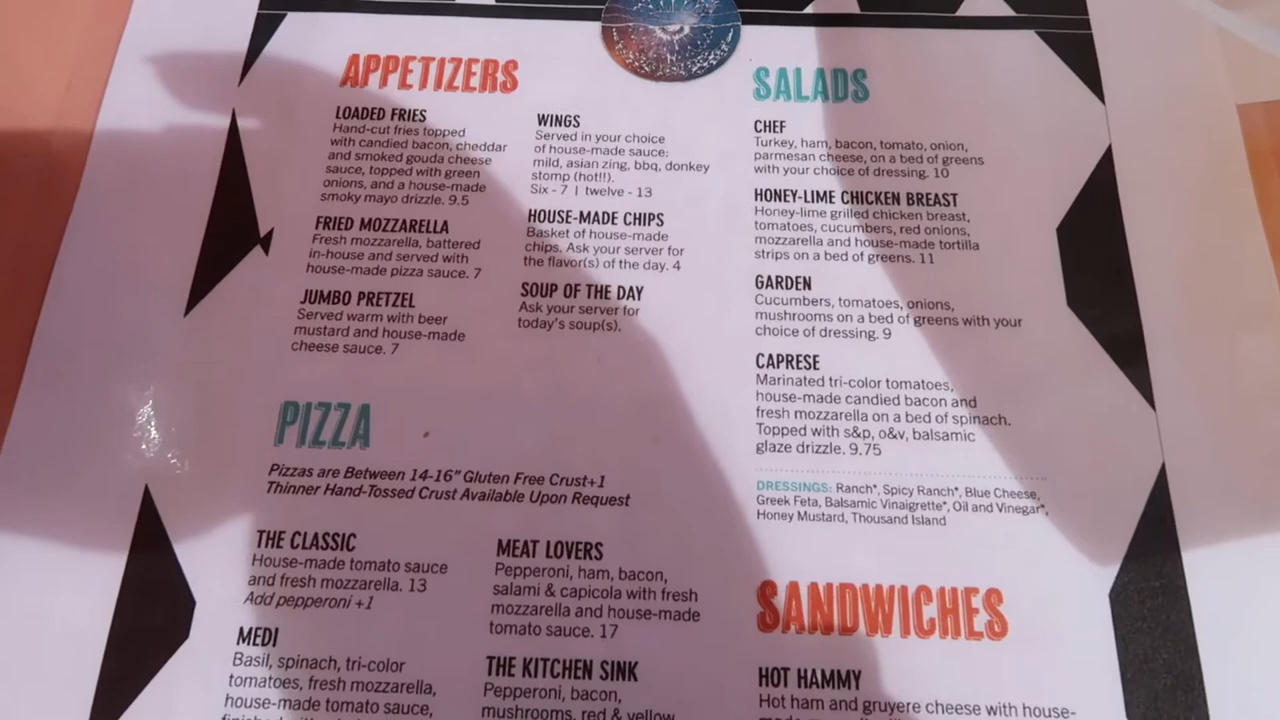 APPETIZERS
LOADED FRIES
Hand-cut fries topped
with candied bacon, cheddar
and smoked gouda cheese
sauce, topped with green
onions, and a house-made
smoky mayo drizzle. 9.5
FRIED MOZZARELLA
Fresh mozzarella, battered
in-house and served with
house-made pizza sauce. 7
JUMBO PRETZEL
Served warm with beer
mustard and house-made
cheese sauce. 7
WINGS
Served in your choice
of house-made sauce:
mild, asian zing, bbq, donkey
stomp (hot!!).
Six - 7 | twelve - 13
HOUSE-MADE CHIPS
Basket of house-made
chips. Ask your server for
the flavor(s) of the day. 4
SOUP OF THE DAY
Ask your server for
today's soup(s).
PIZZA
Pizzas are Between 14-16" Gluten Free Crust+1
Thinner Hand-Tossed Crust Available Upon Request
THE CLASSIC
House-made tomato sauce
and fresh mozzarella. 13
Add pepperoni +1
MEDI
Basil, spinach, tri-color
tomatoes, fresh mozzarella,
house-made tomato sauce,
MEAT LOVERS
Pepperoni, ham, bacon,
salami & capicola with fresh
mozzarella and house-made
tomato sauce. 17
THE KITCHEN SINK
Pepperoni, bacon,
mushrooms, red & yellow
SALADS
CHEF
Turkey, ham, bacon, tomato, onion,
parmesan cheese, on a bed of greens
with your choice of dressing. 10
HONEY-LIME CHICKEN BREAST
Honey-lime grilled chicken breast,
tomatoes, cucumbers, red onions,
mozzarella and house-made tortilla
strips on a bed of greens. 11
GARDEN
Cucumbers, tomatoes, onions,
mushrooms on a bed of greens with your
choice of dressing. 9
CAPRESE
Marinated tri-color tomatoes,
house-made candied bacon and
fresh mozzarella on a bed of spinach.
Topped with s&p, o&v, balsamic
glaze drizzle. 9.75
DRESSINGS: Ranch*, Spicy Ranch*, Blue Cheese,
Greek Feta, Balsamic Vinaigrette*, Oil and Vinegar*,
Honey Mustard, Thousand Island
SANDWICHES
HOT HAMMY
Hot ham and gruyere cheese with house-